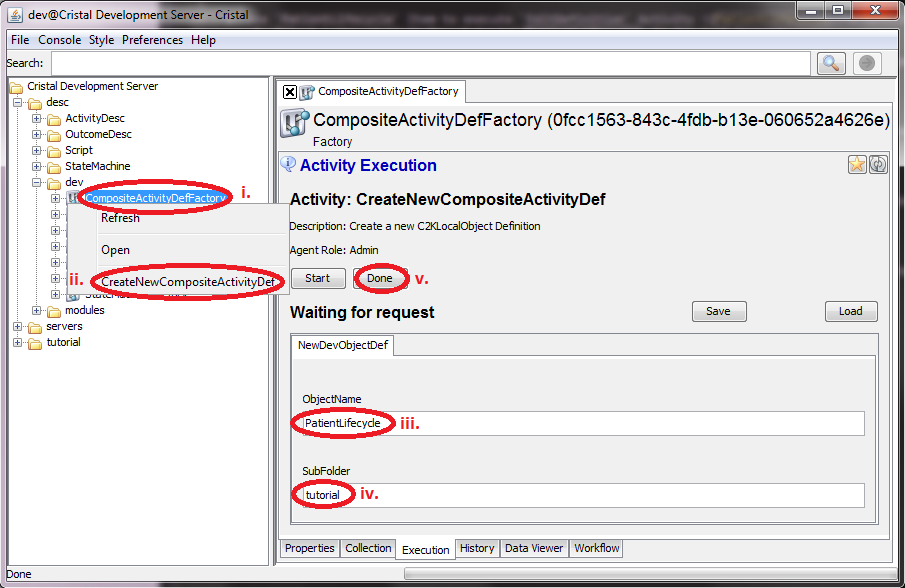 dev@Cristal Development Server - Cristal
File Console Style Preferences Help
Search:
Cristal Development Server
desc
ActivityDesc
OutcomeDesc
Script
StateMachine
dev
CompositeActivityDefFactory i.
Refresh
Open
ii. CreateNewCompositeActivityDef
modules
servers
tutorial
CompositeActivityDefFactory
CompositeActivityDefFactory (0fcc1563-843c-4fdb-b13e-060652a4626e)
Factory
Activity Execution
Activity: CreateNewCompositeActivityDef
Description: Create a new C2KLocalObject Definition
Agent Role: Admin
Start Done v.
Waiting for request Save Load
NewDevObjectDef
ObjectName
PatientLifecycle iii.
SubFolder
tutorial iv.
Properties Collection Execution History Data Viewer Workflow
Done